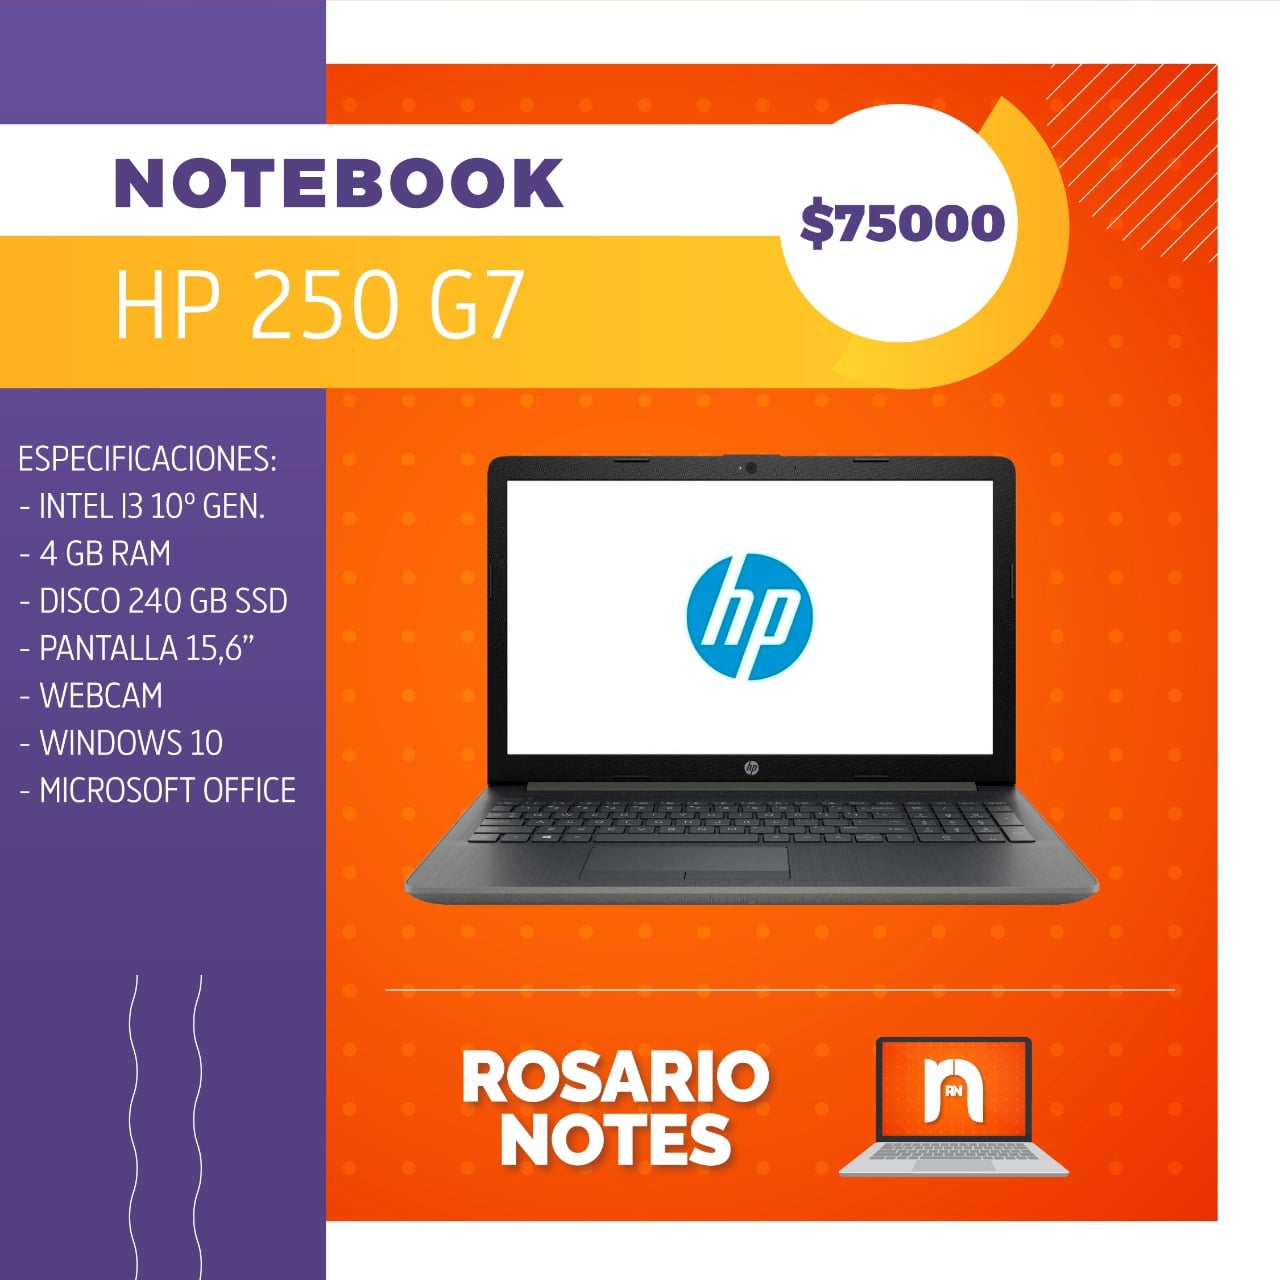 NOTEBOOK
$75000
HP 250 G7
ESPECIFICACIONES:
- INTEL I3 10º GEN.
- 4 GB RAM
- DISCO 240 GB SSD
- PANTALLA 15,6”
- WEBCAM
- WINDOWS 10
- MICROSOFT OFFICE
hp
hp
ROSARIO
NOTES
n
RN